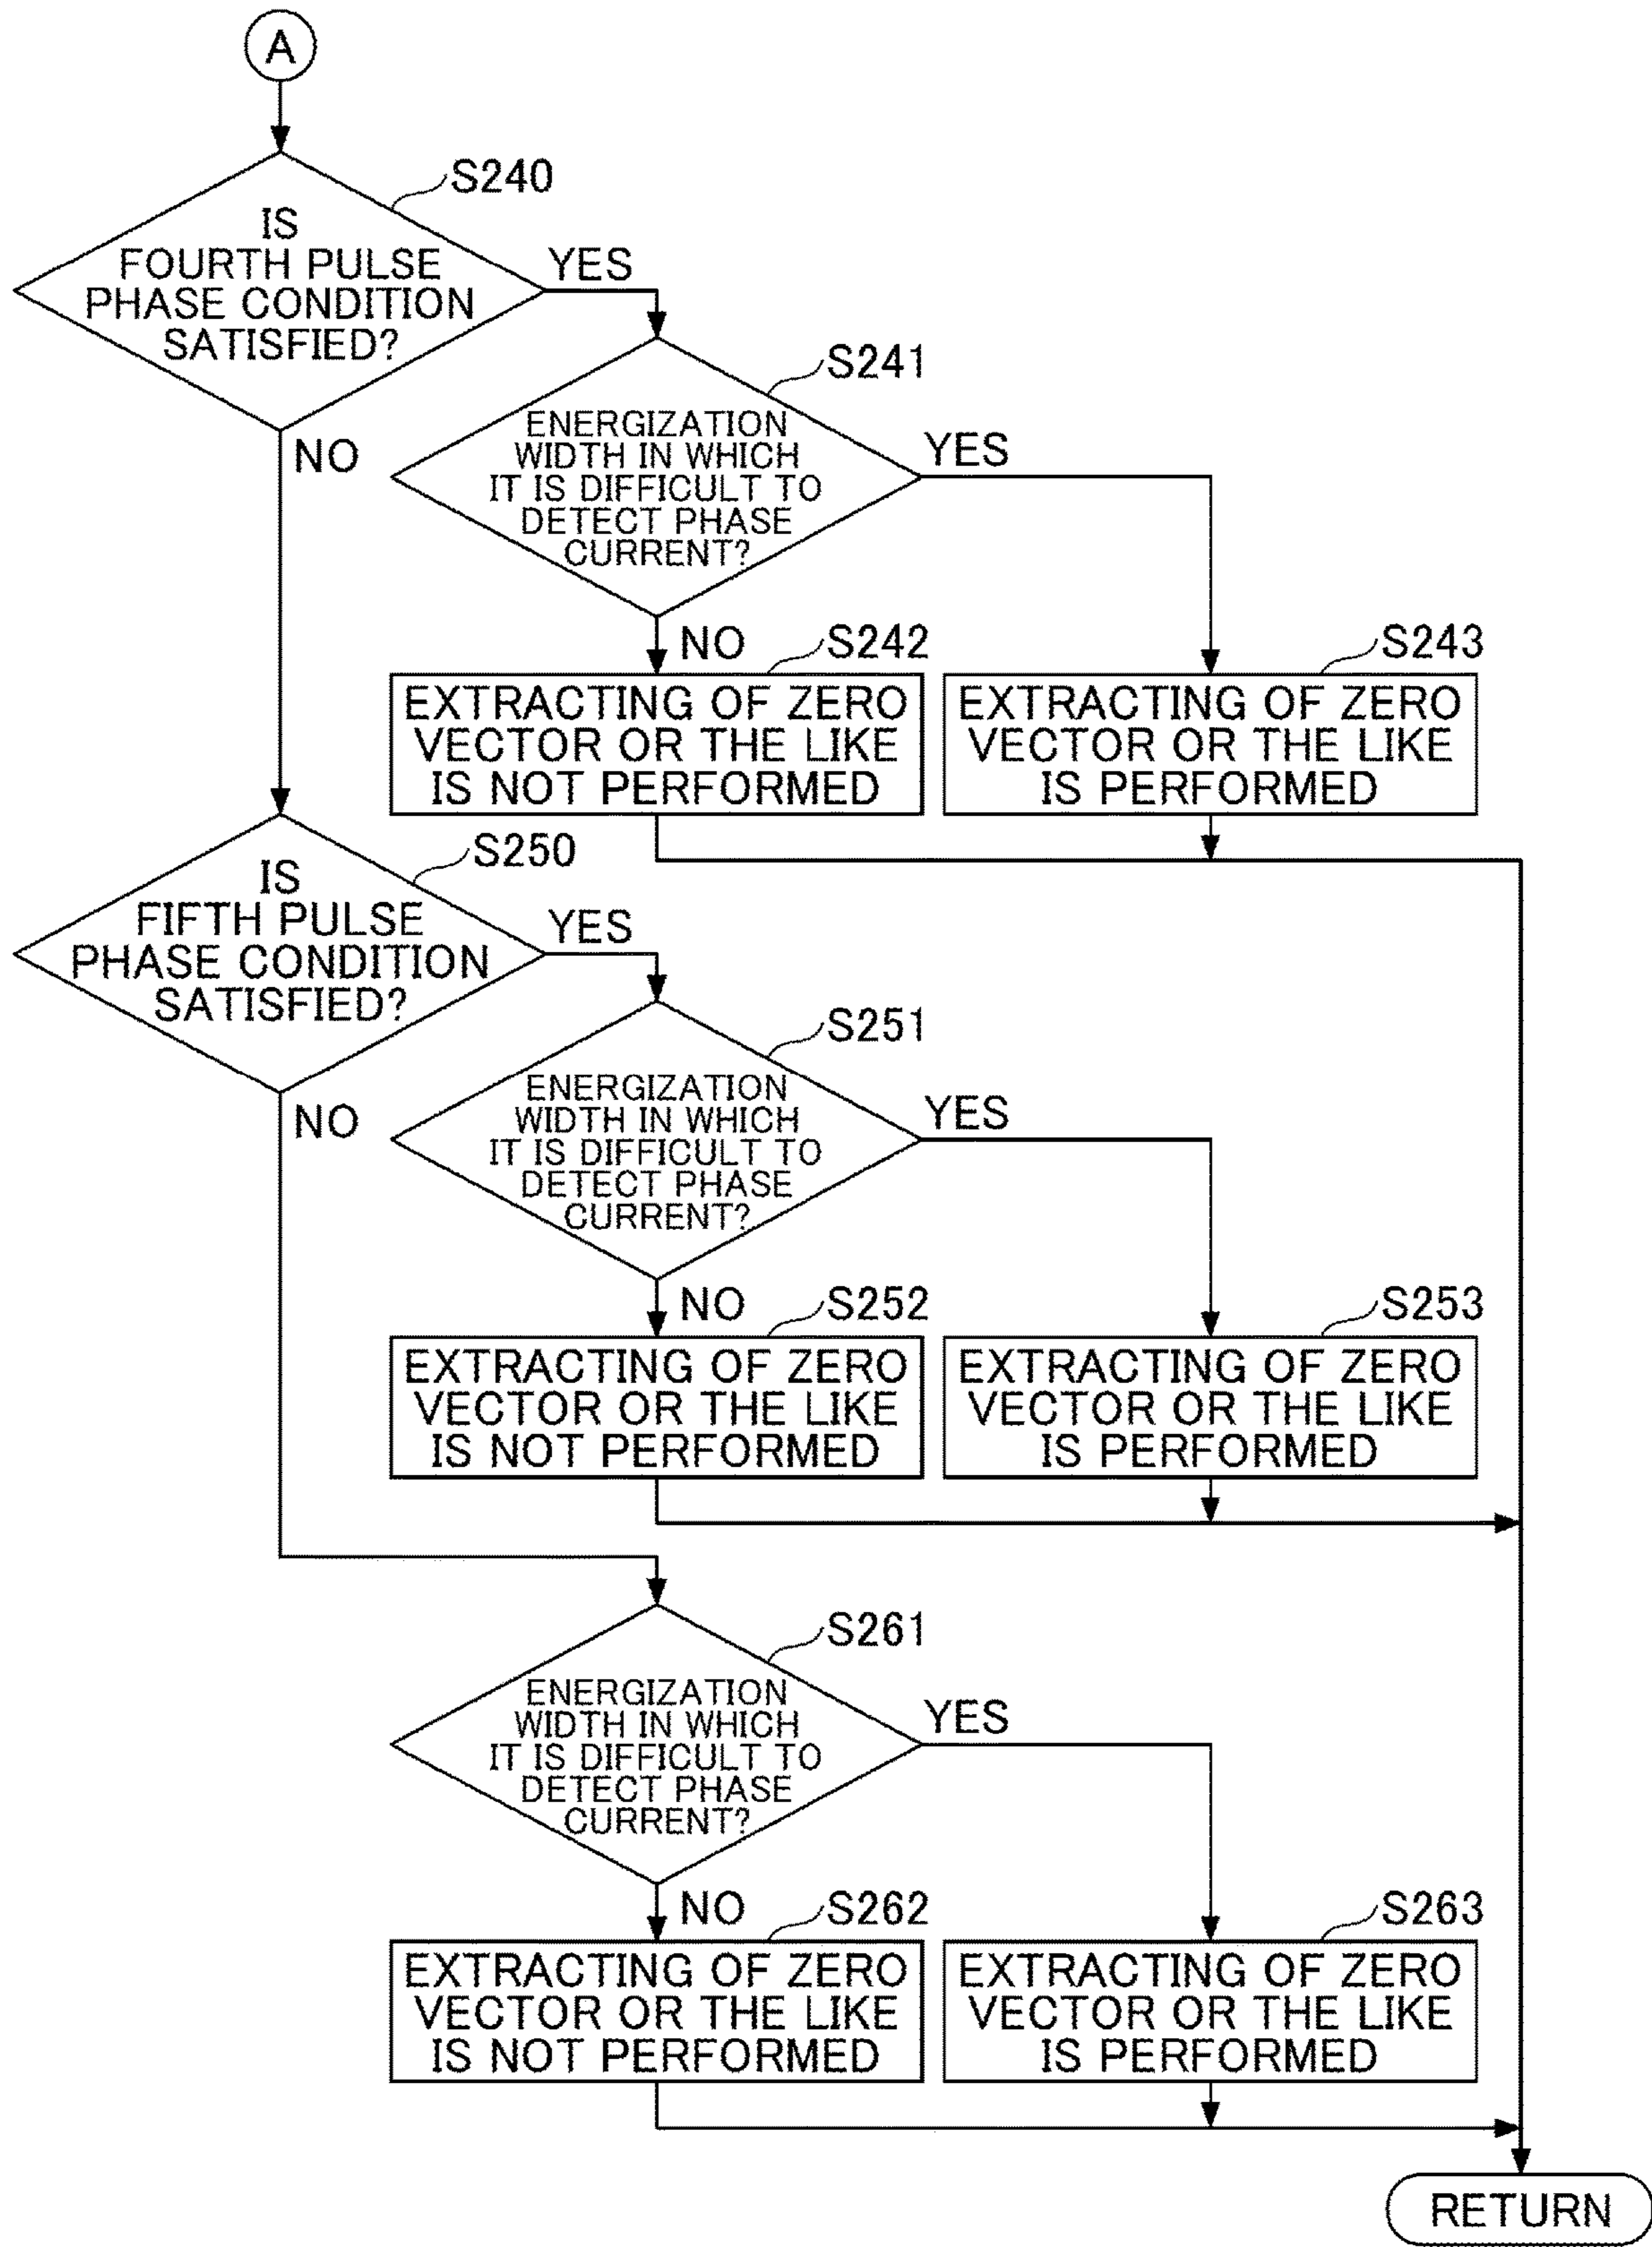 A
S240
IS
FOURTH PULSE
PHASE CONDITION
SATISFIED?
YES
NO
S241
ENERGIZATION
WIDTH IN WHICH
IT IS DIFFICULT TO
DETECT PHASE
CURRENT?
YES
NO
S242
EXTRACTING OF ZERO
VECTOR OR THE LIKE
IS NOT PERFORMED
S243
EXTRACTING OF ZERO
VECTOR OR THE LIKE
IS PERFORMED
S250
IS
FIFTH PULSE
PHASE CONDITION
SATISFIED?
YES
NO
S251
ENERGIZATION
WIDTH IN WHICH
IT IS DIFFICULT TO
DETECT PHASE
CURRENT?
YES
NO
S252
EXTRACTING OF ZERO
VECTOR OR THE LIKE
IS NOT PERFORMED
S253
EXTRACTING OF ZERO
VECTOR OR THE LIKE
IS PERFORMED
S261
ENERGIZATION
WIDTH IN WHICH
IT IS DIFFICULT TO
DETECT PHASE
CURRENT?
YES
NO
S262
EXTRACTING OF ZERO
VECTOR OR THE LIKE
IS NOT PERFORMED
S263
EXTRACTING OF ZERO
VECTOR OR THE LIKE
IS PERFORMED
RETURN